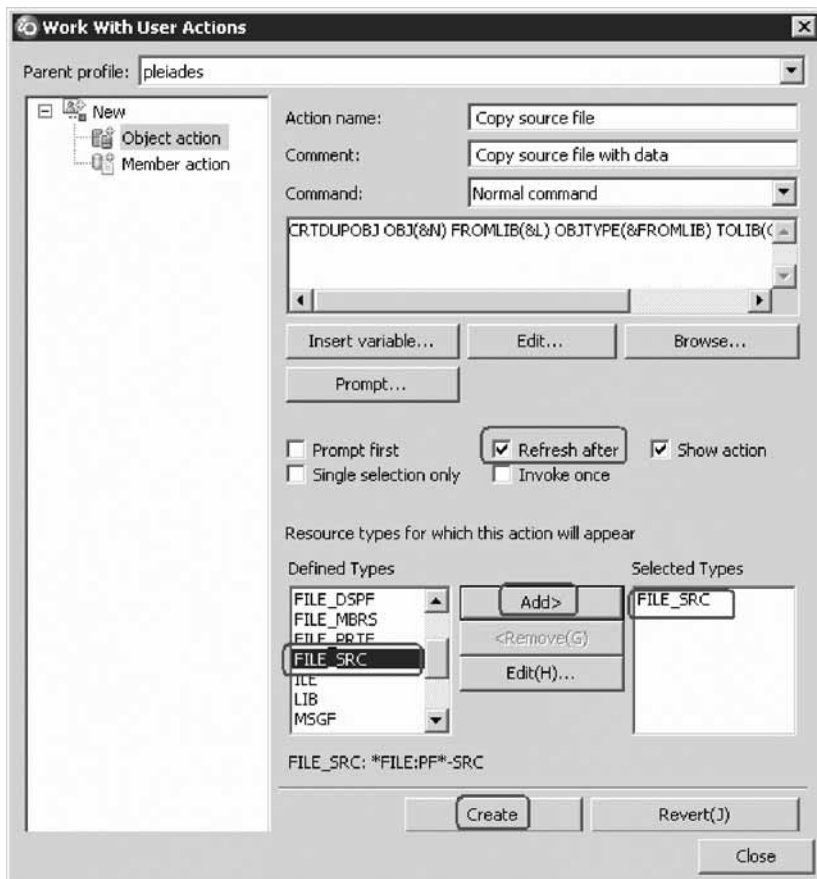 Work With User Actions
Parent profile: pleiades
New
Object action
Member action
Action name: Copy source file
Comment: Copy source file with data
Command: Normal command
CRTDUPOBJ OBJ(&N) FROMLIB(&L) OBJTYPE(&FROMLIB) TOLIB(
Insert variable... Edit... Browse...
Prompt...
Prompt first Refresh after Show action
Single selection only Invoke once
Resource types for which this action will appear
Defined Types Selected Types
FILE_DSPF Add> FILE_SRC
FILE_MBRS
FILE_PRTF <Remove(G)
FILE_SRC
ILE Edit(H)...
LIB
MSGF
FILE_SRC: *FILE:PF*-SRC
Create Revert(J)
Close